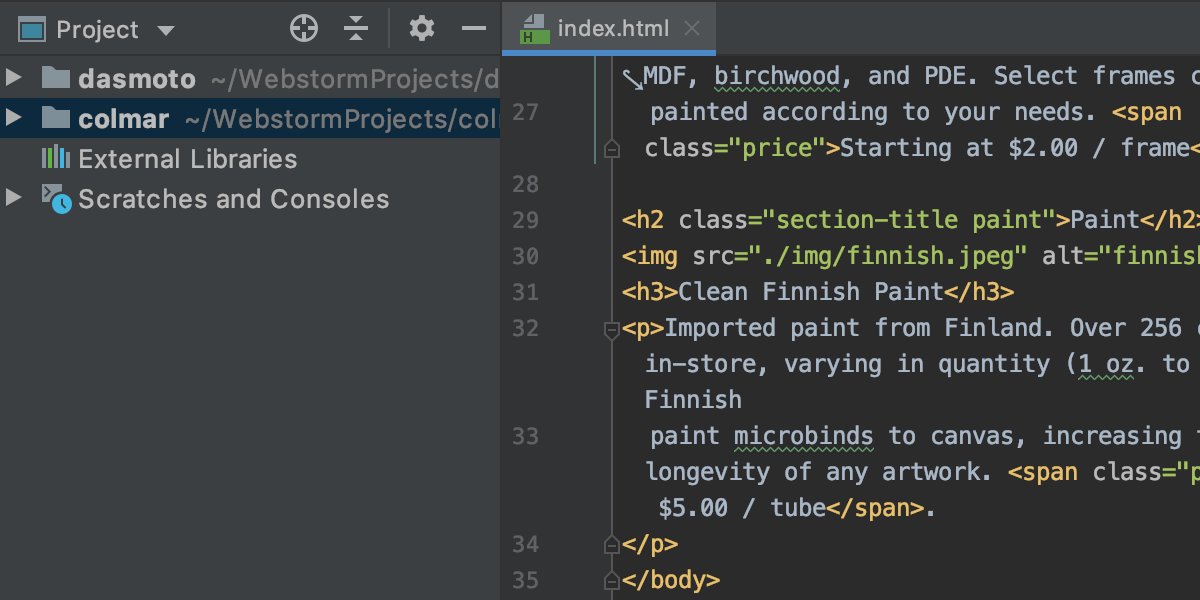 Project
index.html
dasmoto ~/WebstormProjects/d
colmar ~/WebstormProjects/col
External Libraries
Scratches and Consoles
MDF, birchwood, and PDE. Select frames c
27 painted according to your needs. <span
class="price">Starting at $2.00 / frame<
28
29 <h2 class="section-title paint">Paint</h2>
30 <img src="./img/finnish.jpeg" alt="finnish
31 <h3>Clean Finnish Paint</h3>
32 <p>Imported paint from Finland. Over 256
in-store, varying in quantity (1 oz. to
Finnish
33 paint microbinds to canvas, increasing
longevity of any artwork. <span class="p
$5.00 / tube</span>.
34 </p>
35 </body>